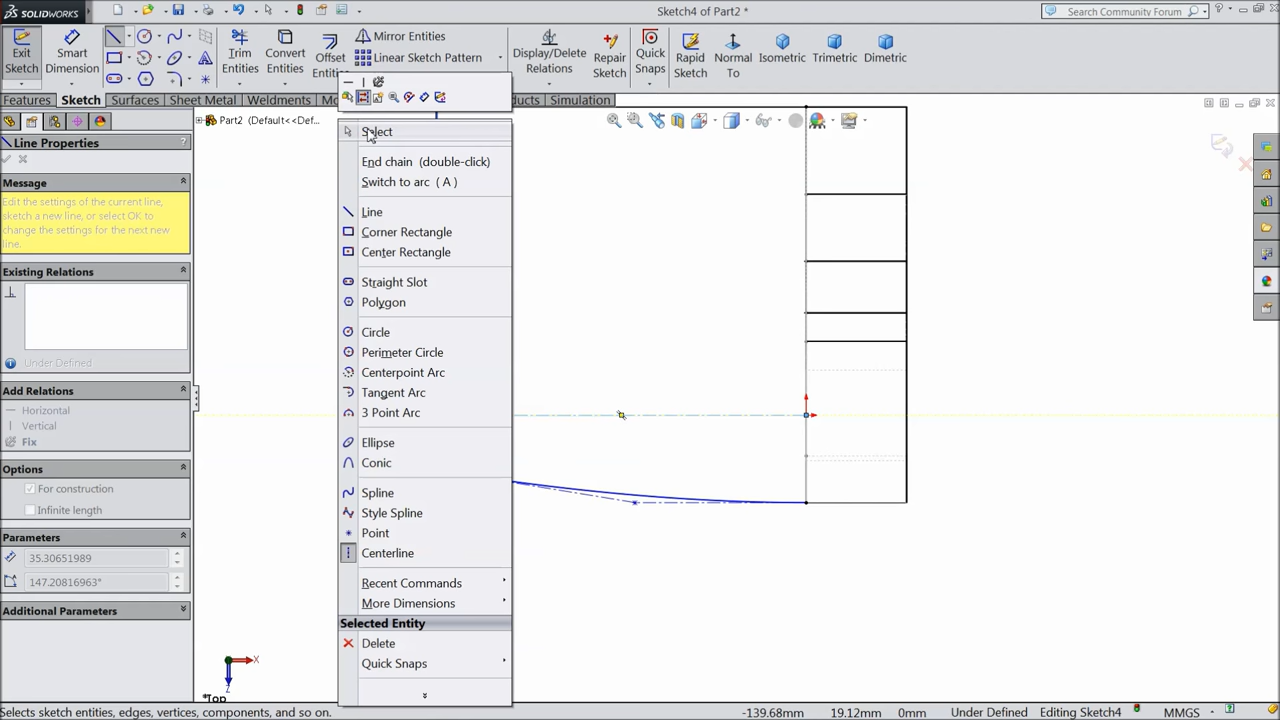 SOLIDWORKS
Sketch4 of Part2 *
Search Community Forum
Exit Sketch
Smart Dimension
Trim Entities
Convert Entities
Offset Entities
Mirror Entities
Linear Sketch Pattern
Display/Delete Relations
Repair Sketch
Quick Snaps
Rapid Sketch
Normal To
Isometric
Trimetric
Dimetric
Features
Sketch
Surfaces
Sheet Metal
Weldments
Simulation
Part2 (Default<<Def...
Line Properties
Message
Edit the settings of the current line,
sketch a new line, or select OK to
change the settings for the next new
line.
Existing Relations
Under Defined
Add Relations
Horizontal
Vertical
Fix
Options
For construction
Infinite length
Parameters
35.30651989
147.20816963°
Additional Parameters
Select
End chain (double-click)
Switch to arc ( A )
Line
Corner Rectangle
Center Rectangle
Straight Slot
Polygon
Circle
Perimeter Circle
Centerpoint Arc
Tangent Arc
3 Point Arc
Ellipse
Conic
Spline
Style Spline
Point
Centerline
Recent Commands
More Dimensions
Selected Entity
Delete
Quick Snaps
X
Z
*Top
Selects sketch entities, edges, vertices, components, and so on.
-139.68mm
19.12mm
0mm
Under Defined
Editing Sketch4
MMGS